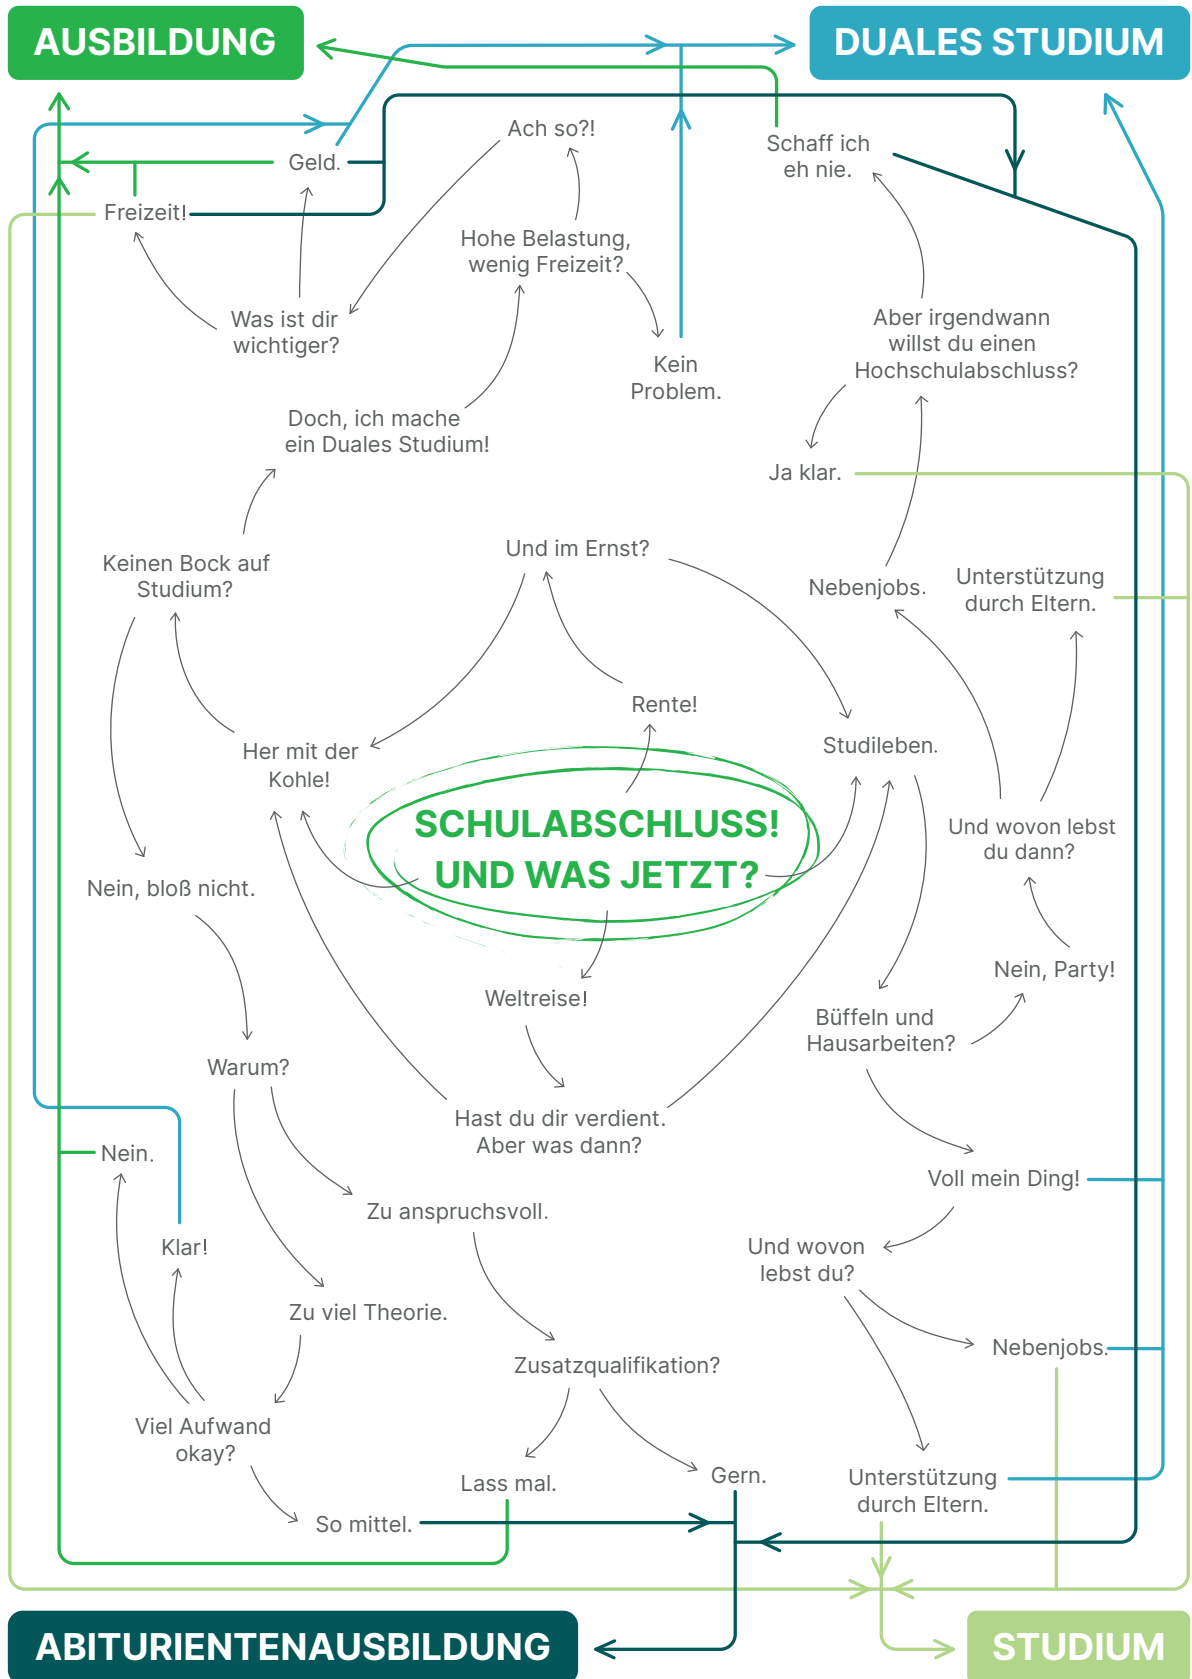 AUSBILDUNG
DUALES STUDIUM
Ach so?!
Schaff ich
eh nie.
Geld.
Freizeit!
Hohe Belastung,
wenig Freizeit?
Was ist dir
wichtiger?
Aber irgendwann
willst du einen
Hochschulabschluss?
Kein
Problem.
Doch, ich mache
ein Duales Studium!
Ja klar.
Keinen Bock auf
Studium?
Und im Ernst?
Nebenjobs.
Unterstützung
durch Eltern.
Rente!
Her mit der
Kohle!
Studileben.
SCHULABSCHLUSS!
UND WAS JETZT?
Und wovon lebst
du dann?
Nein, bloß nicht.
Nein, Party!
Weltreise!
Büffeln und
Hausarbeiten?
Warum?
Hast du dir verdient.
Aber was dann?
Nein.
Voll mein Ding!
Zu anspruchsvoll.
Klar!
Und wovon
lebst du?
Zu viel Theorie.
Zusatzqualifikation?
Nebenjobs.
Viel Aufwand
okay?
Lass mal.
Gern.
Unterstützung
durch Eltern.
So mittel.
ABITURIENTENAUSBILDUNG
STUDIUM